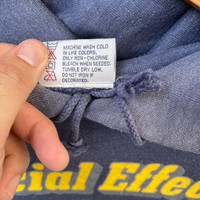 MACHINE WASH COLD
IN LIKE COLORS.
ONLY NON-CHLORINE
BLEACH WHEN NEEDED.
TUMBLE DRY LOW.
DO NOT IRON IF
DECORATED.
cial Effec